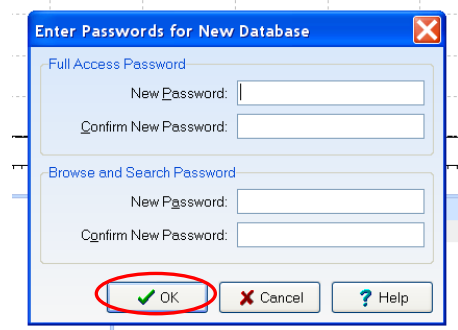 Enter Passwords for New Database
Full Access Password
New Password:
Confirm New Password:
Browse and Search Password
New Password:
Confirm New Password:
OK Cancel Help